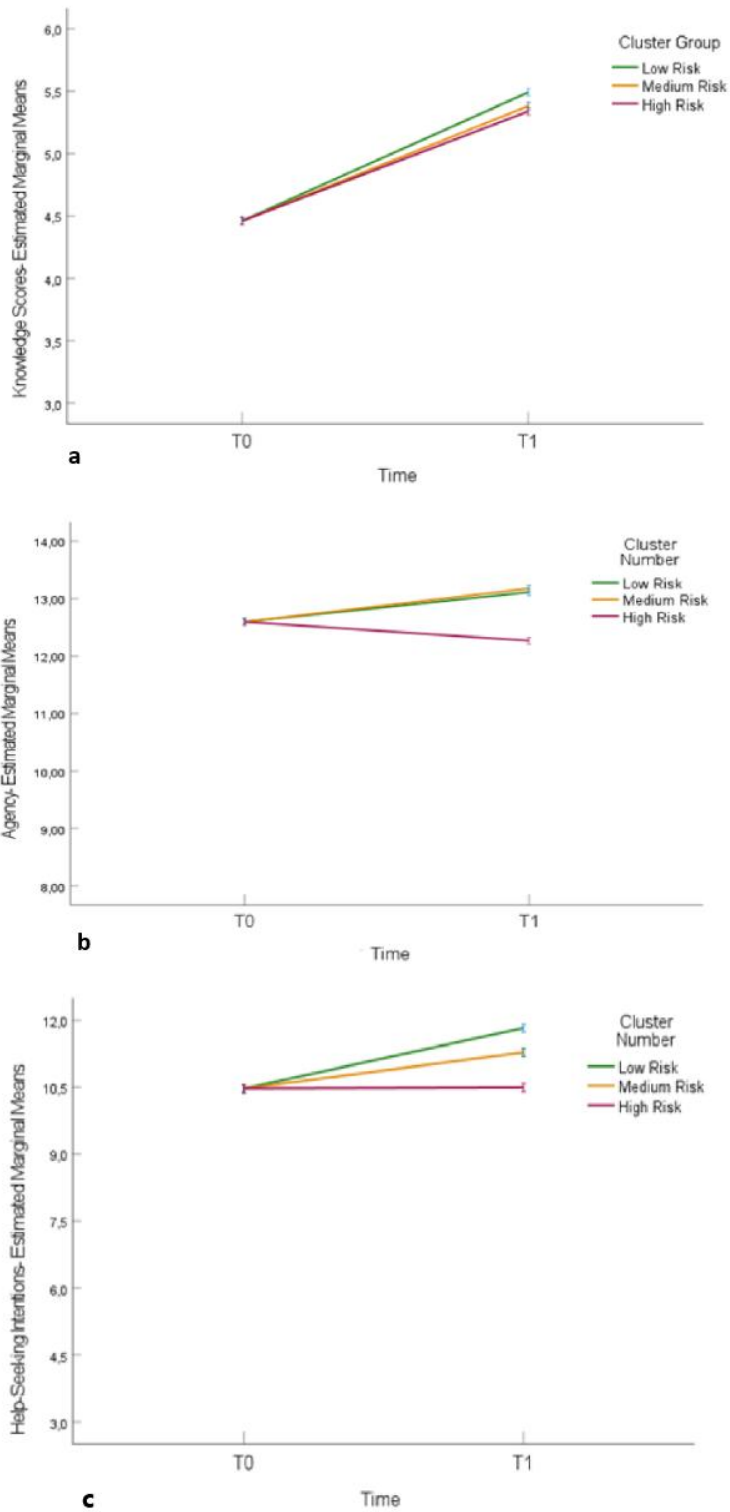 6,0
5,5
5,0
4,5
4,0
3,5
3,0
Knowledge Scores- Estimated Marginal Means
Cluster Group
Low Risk
Medium Risk
High Risk
T0 T1
a
Time
14,00
13,00
12,00
11,00
10,00
9,00
8,00
Agency- Estimated Marginal Means
Cluster
Number
Low Risk
Medium Risk
High Risk
T0 T1
b
Time
12,0
10,5
9,0
7,5
6,0
4,5
3,0
Help-Seeking Intentions- Estimated Marginal Means
Cluster
Number
Low Risk
Medium Risk
High Risk
T0 T1
c
Time